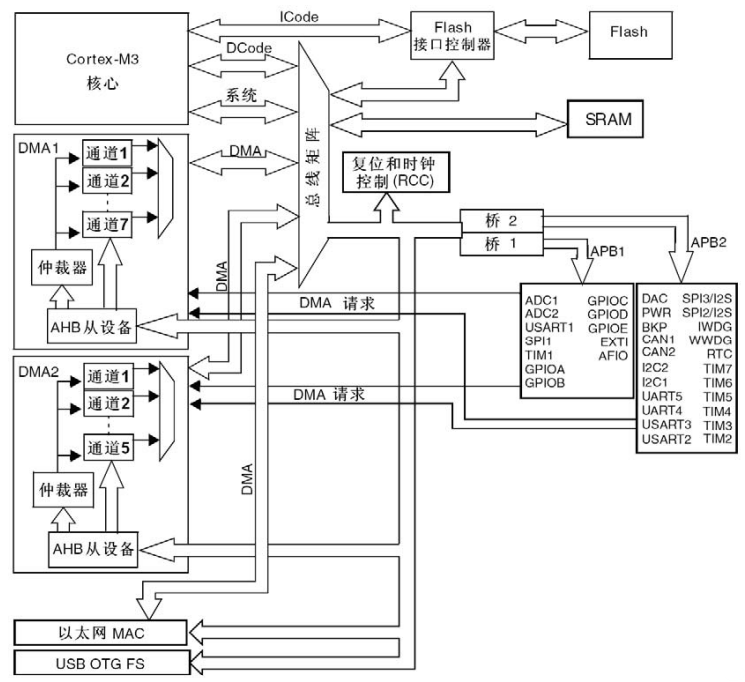 ICode
Cortex-M3
核心
DCode
系统
Flash
接口控制器
Flash
SRAM
DMA1
通道1
通道2
通道7
仲裁器
AHB从设备
DMA
总线矩阵
复位和时钟
控制(RCC)
桥 2
桥 1
APB1
APB2
DMA
DMA 请求
ADC1 GPIOC
ADC2 GPIOD
USART1 GPIOE
SPI1 EXTI
TIM1 AFIO
GPIOA
GPIOB
DAC SPI3/I2S
PWR SPI2/I2S
BKP IWDG
CAN1 WWDG
CAN2 RTC
I2C2 TIM7
I2C1 TIM6
UART5 TIM5
UART4 TIM4
USART3 TIM3
USART2 TIM2
DMA2
通道1
通道2
通道5
仲裁器
AHB从设备
DMA 请求
DMA
以太网 MAC
USB OTG FS